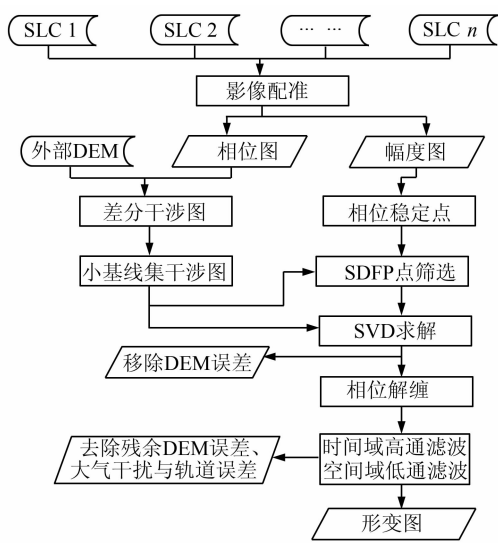 SLC 1
SLC 2
… …
SLC n
影像配准
外部DEM
相位图
幅度图
差分干涉图
相位稳定点
小基线集干涉图
SDFP点筛选
SVD求解
移除DEM误差
相位解缠
去除残余DEM误差、
大气干扰与轨道误差
时间域高通滤波
空间域低通滤波
形变图